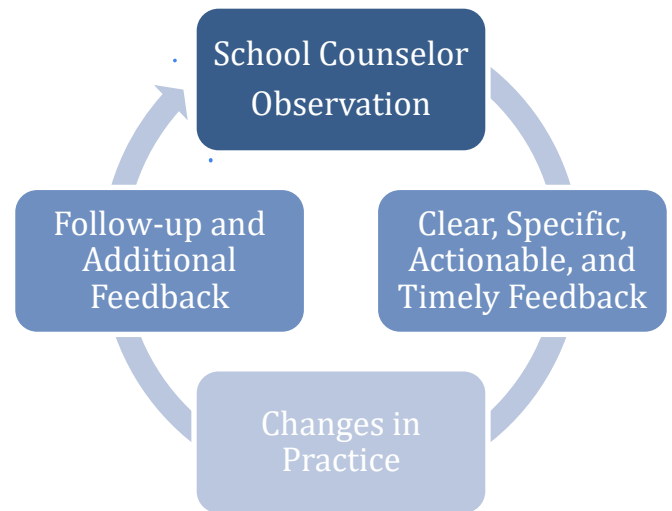 School Counselor
Observation
Clear, Specific,
Actionable, and
Timely Feedback
Changes in
Practice
Follow-up and
Additional
Feedback